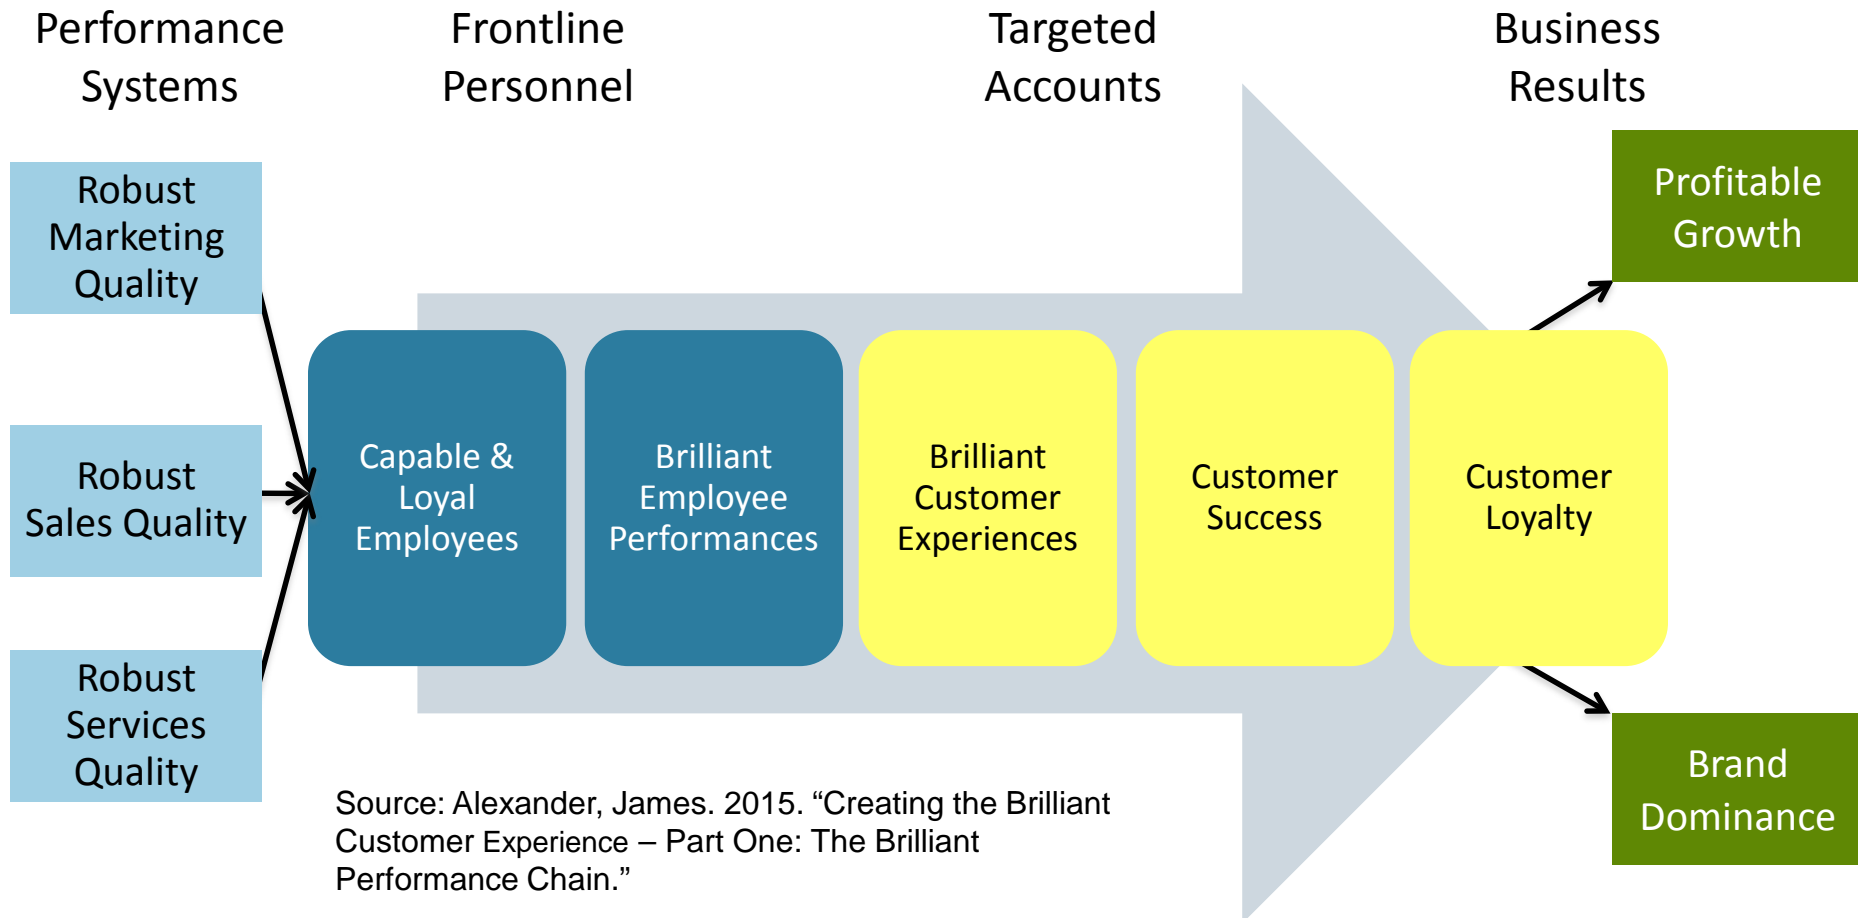 Performance
Systems
Frontline
Personnel
Targeted
Accounts
Business
Results
Robust
Marketing
Quality
Robust
Sales Quality
Robust
Services
Quality
Capable &
Loyal
Employees
Brilliant
Employee
Performances
Brilliant
Customer
Experiences
Customer
Success
Customer
Loyalty
Profitable
Growth
Brand
Dominance
Source: Alexander, James. 2015. “Creating the Brilliant
Customer Experience – Part One: The Brilliant
Performance Chain.”